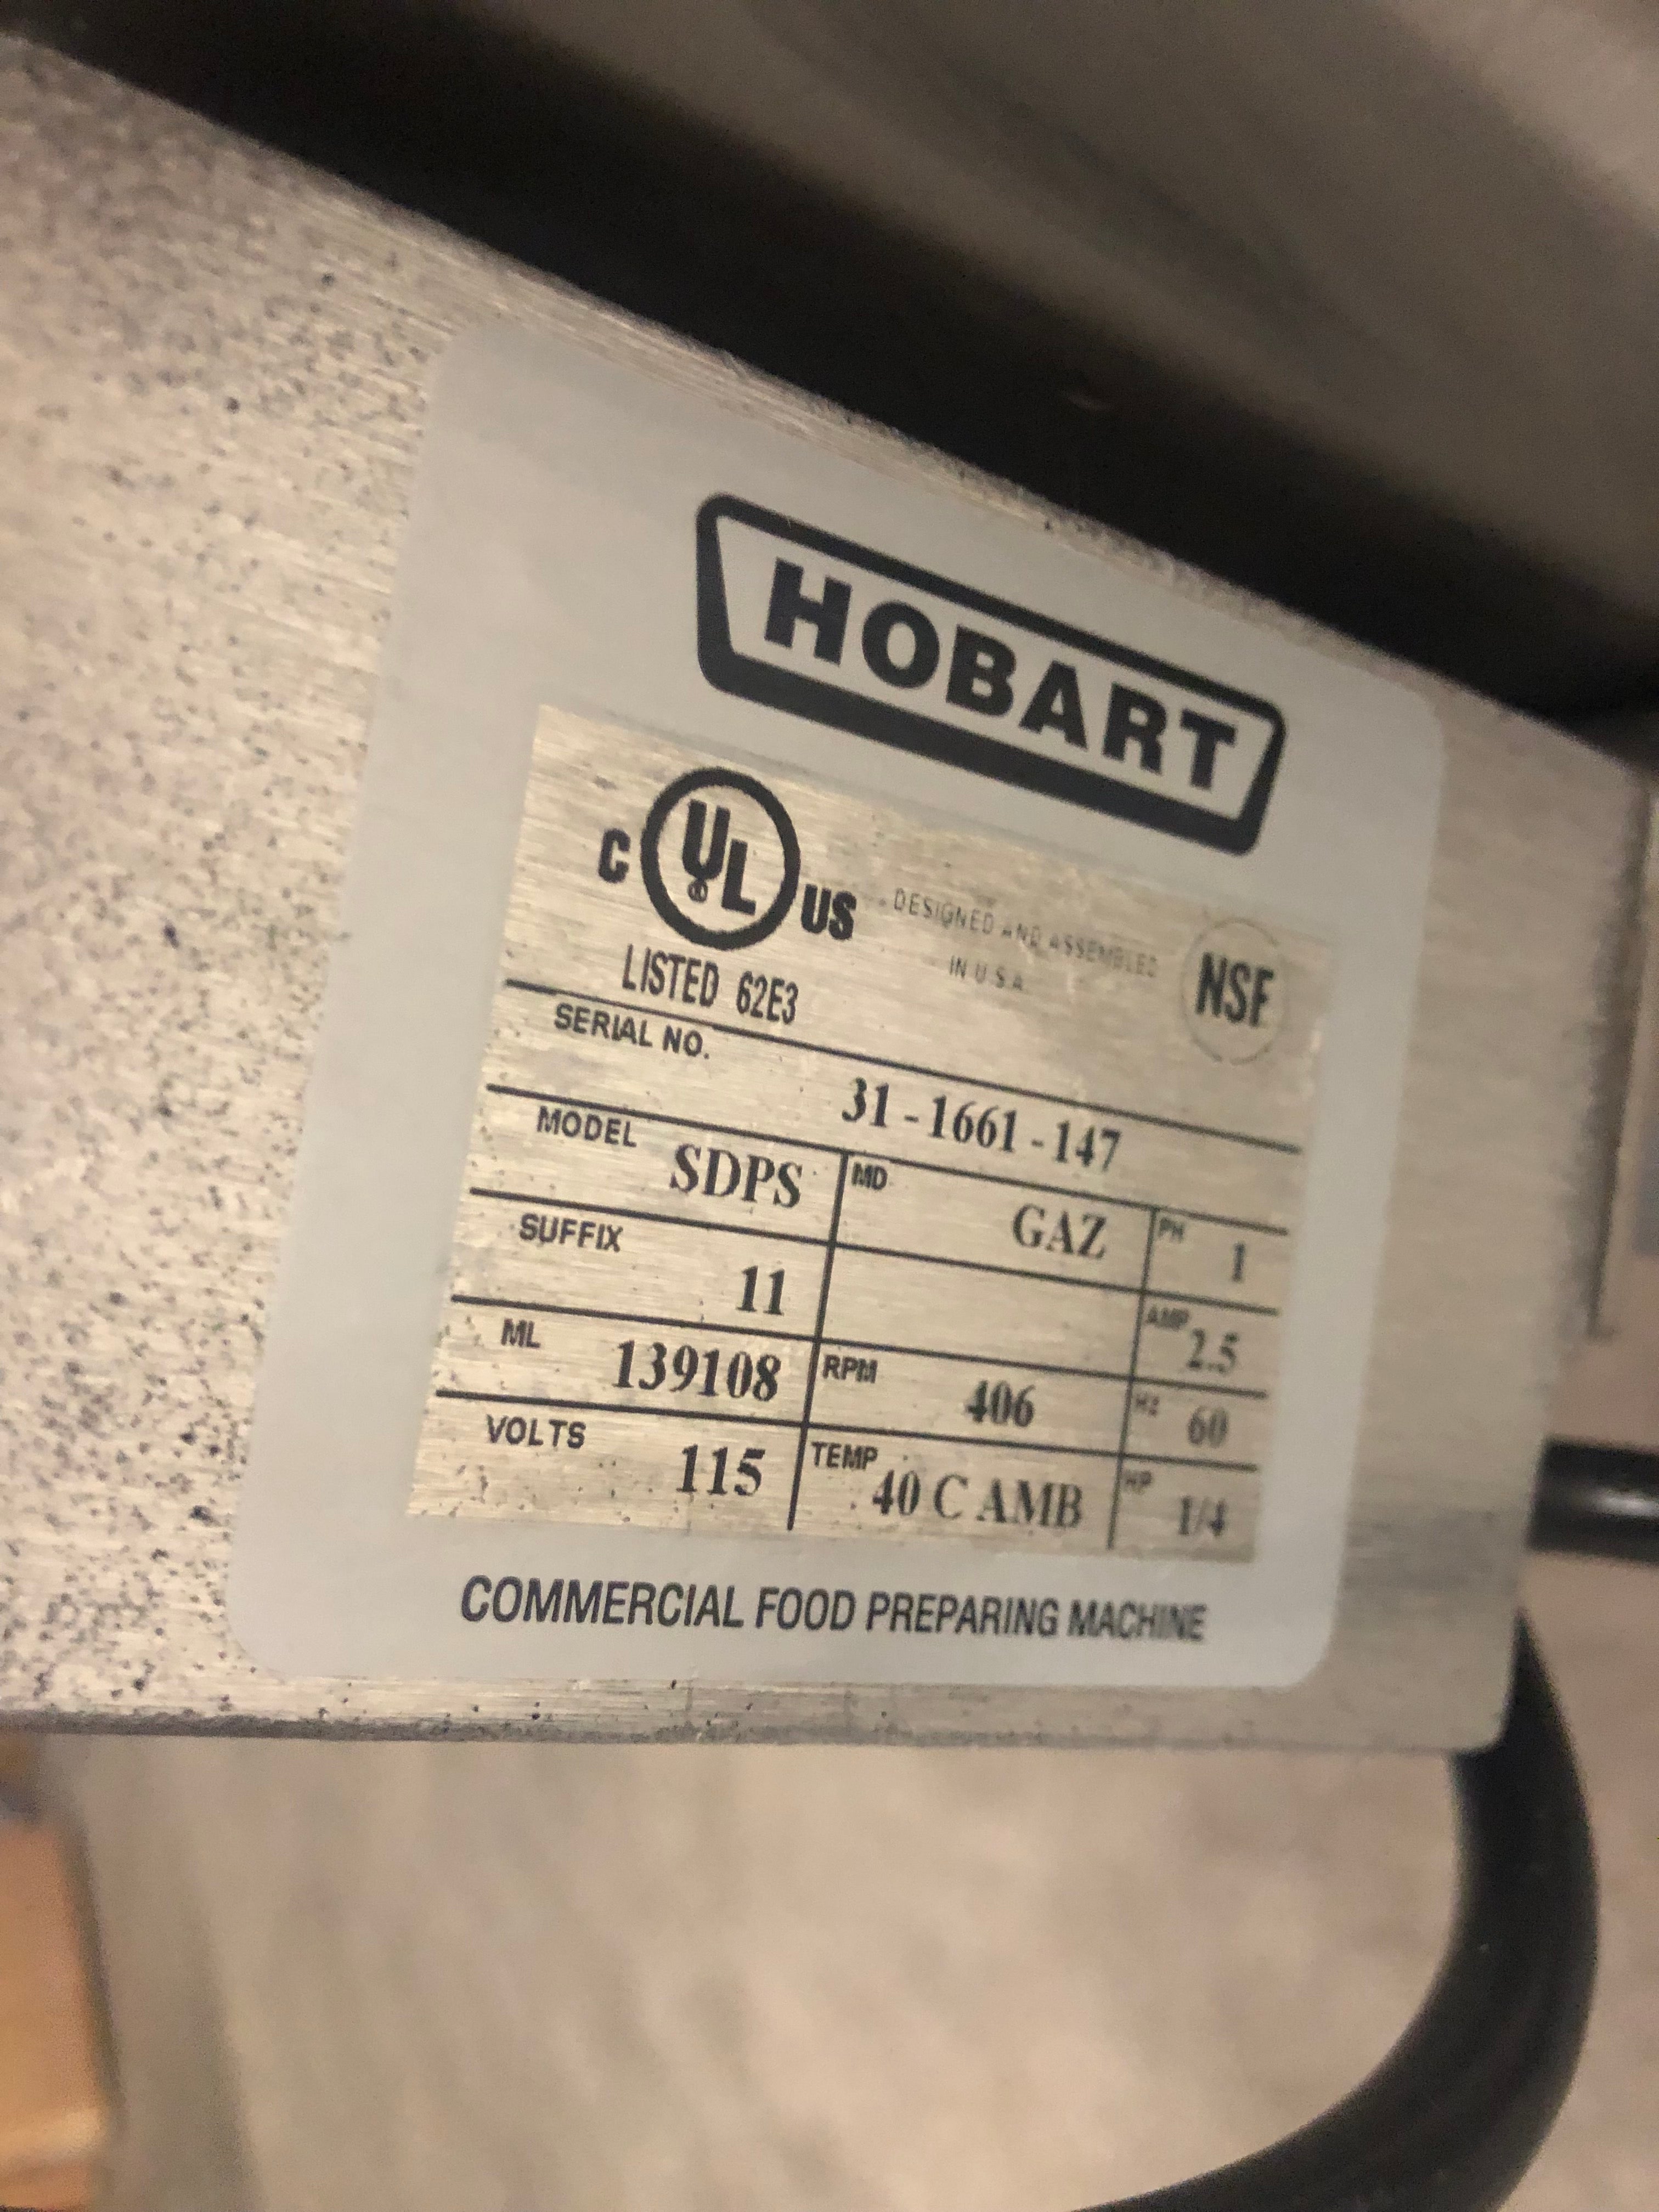 HOBART
C UL US
LISTED 62E3
DESIGNED AND ASSEMBLED
IN U.S.A.
NSF
SERIAL NO. 31-1661-147
MODEL SDPS MD GAZ PH 1
SUFFIX 11 AMP 2.5
ML 139108 RPM 406 HZ 60
VOLTS 115 TEMP 40 C AMB HP 1/4
COMMERCIAL FOOD PREPARING MACHINE